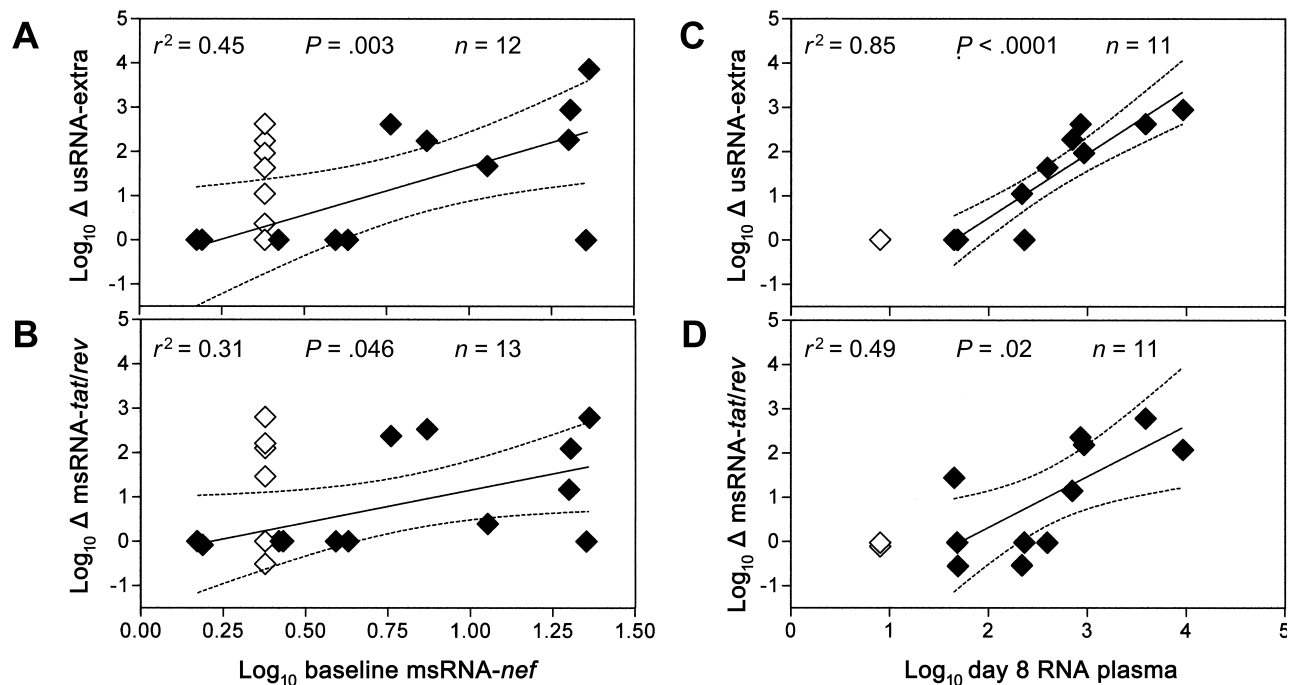 A
r² = 0.45 P = .003 n = 12
Log₁₀ Δ usRNA-extra
5
4
3
2
1
0
-1
B
r² = 0.31 P = .046 n = 13
Log₁₀ Δ msRNA-tat/rev
5
4
3
2
1
0
-1
0.00 0.25 0.50 0.75 1.00 1.25 1.50
Log₁₀ baseline msRNA-nef
C
r² = 0.85 P < .0001 n = 11
Log₁₀ Δ usRNA-extra
5
4
3
2
1
0
-1
D
r² = 0.49 P = .02 n = 11
Log₁₀ Δ msRNA-tat/rev
5
4
3
2
1
0
-1
0 1 2 3 4 5
Log₁₀ day 8 RNA plasma